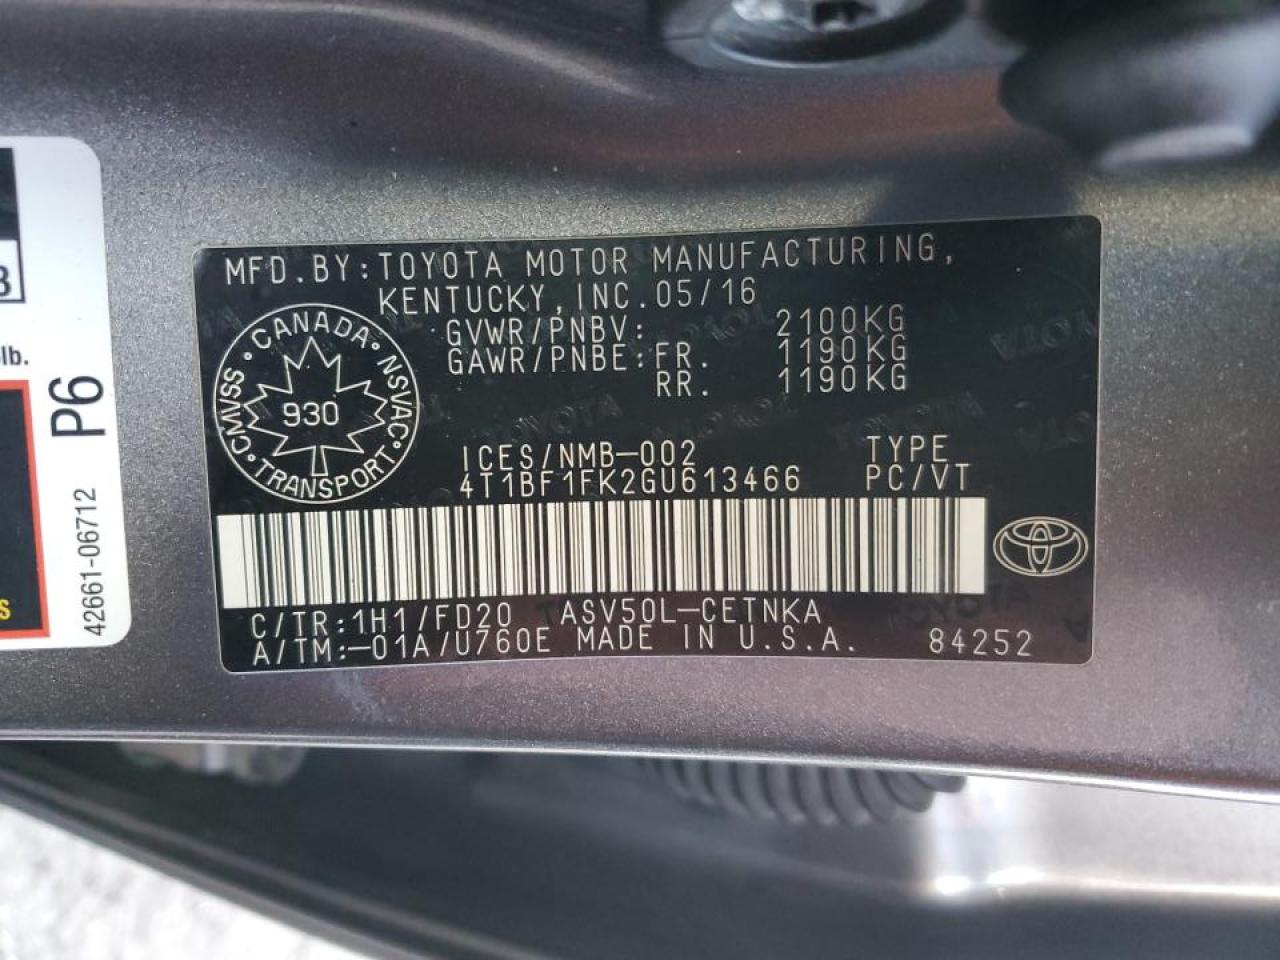 MFD.BY:TOYOTA MOTOR MANUFACTURING,
KENTUCKY,INC.05/16
GVWR/PNBV: 2100KG
GAWR/PNBE:FR. 1190KG
RR. 1190KG
CANADA
NSVAC
TRANSPORT
CMVSS
930
ICES/NMB-002 TYPE
4T1BF1FK2GU613466 PC/VT
C/TR:1H1/FD20 ASV50L-CETNKA
A/TM:-01A/U760E MADE IN U.S.A. 84252
lb.
P6
42661-06712